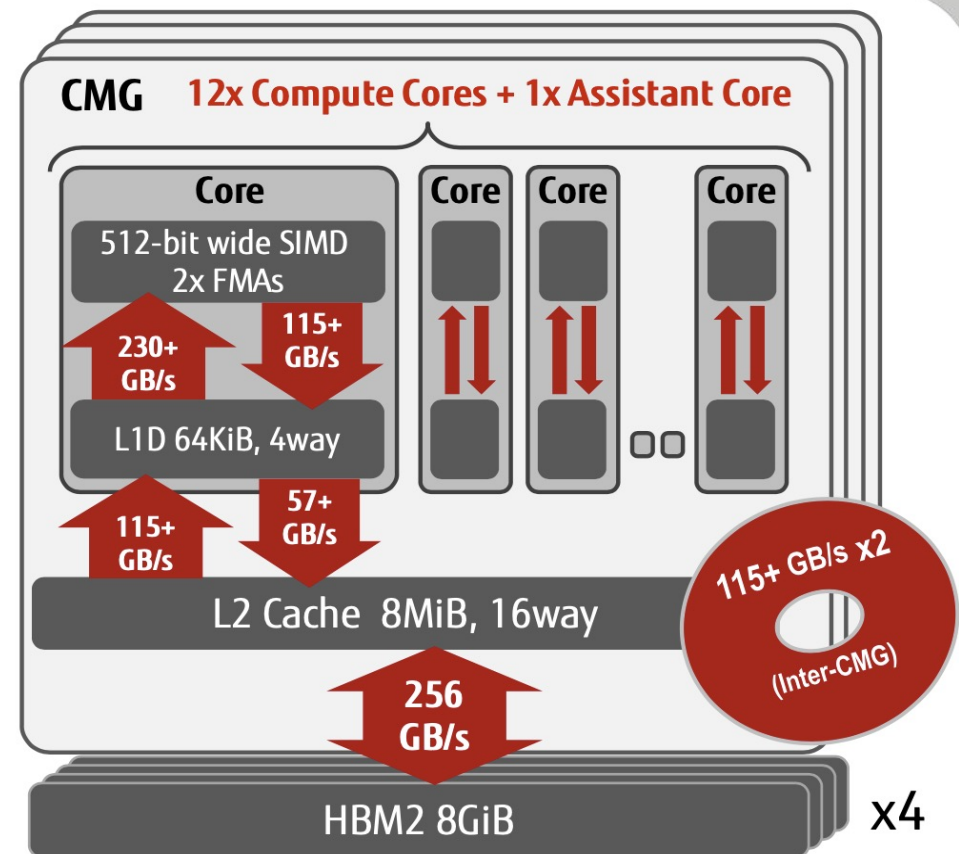 CMG 12x Compute Cores + 1x Assistant Core
Core
Core
Core
Core
512-bit wide SIMD
2x FMAs
230+
GB/s
115+
GB/s
L1D 64KiB, 4way
115+
GB/s
57+
GB/s
L2 Cache 8MiB, 16way
115+ GB/s x2
(Inter-CMG)
256
GB/s
HBM2 8GiB
x4